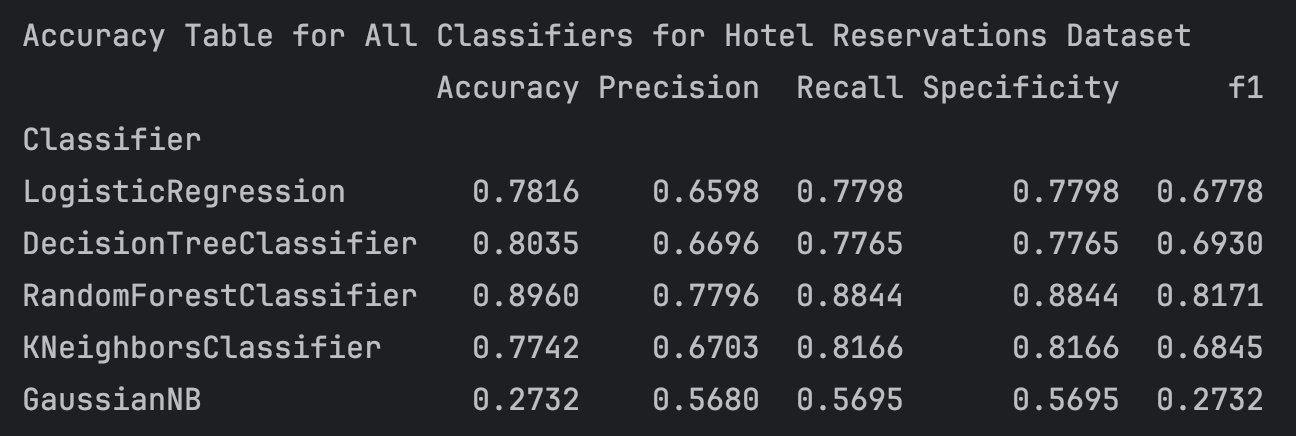 Accuracy Table for All Classifiers for Hotel Reservations Dataset
Accuracy Precision Recall Specificity f1
Classifier
LogisticRegression 0.7816 0.6598 0.7798 0.7798 0.6778
DecisionTreeClassifier 0.8035 0.6696 0.7765 0.7765 0.6930
RandomForestClassifier 0.8960 0.7796 0.8844 0.8844 0.8171
KNeighborsClassifier 0.7742 0.6703 0.8166 0.8166 0.6845
GaussianNB 0.2732 0.5680 0.5695 0.5695 0.2732